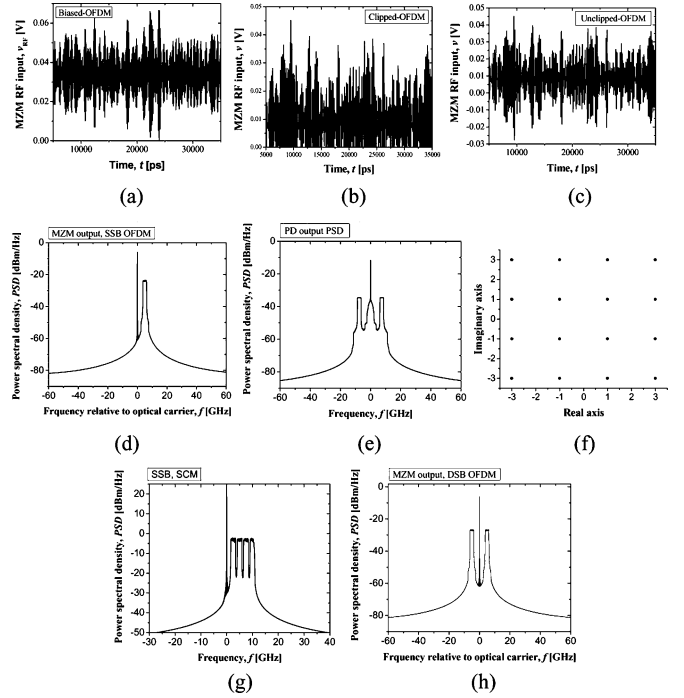 Biased-OFDM
MZM RF input, v_RF [V]
0.06
0.04
0.02
0.00
10000 20000 30000
Time, t [ps]
(a)
Clipped-OFDM
MZM RF input, v [V]
0.05
0.04
0.03
0.02
0.01
0.00
5000 10000 15000 20000 25000 30000 35000
Time, t [ps]
(b)
Unclipped-OFDM
MZM RF input, v [V]
0.05
0.04
0.03
0.02
0.01
0.00
-0.01
-0.02
-0.03
10000 20000 30000
Time, t [ps]
(c)
MZM output, SSB OFDM
Power spectral density, PSD [dBm/Hz]
0
-20
-40
-60
-80
-60 -40 -20 0 20 40 60
Frquency relative to optical carrier, f [GHz]
(d)
PD output PSD
Power spectral density, PSD [dBm/Hz]
0
-20
-40
-60
-80
-60 -40 -20 0 20 40 60
Frequency, f [GHz]
(e)
Imaginary axis
3
2
1
0
-1
-2
-3
-3 -2 -1 0 1 2 3
Real axis
(f)
SSB, SCM
Power spectral density, PSD [dBm/Hz]
20
10
0
-10
-20
-30
-40
-50
-30 -20 -10 0 10 20 30 40
Frequency, f [GHz]
(g)
MZM output, DSB OFDM
Power spectral density, PSD [dBm/Hz]
0
-20
-40
-60
-80
-60 -40 -20 0 20 40 60
Frquency relative to optical carrier, f [GHz]
(h)